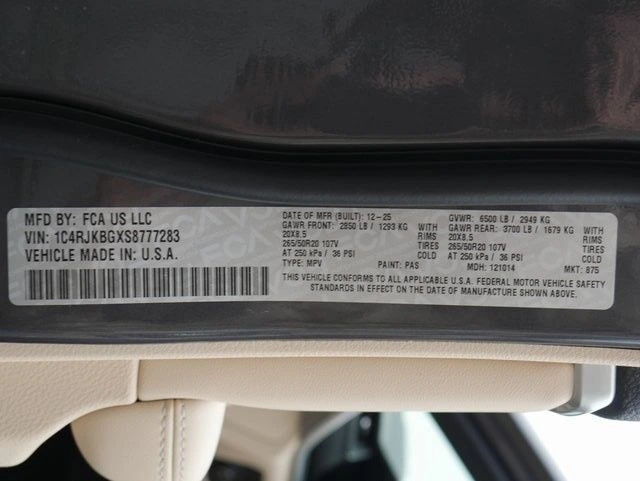 MFD BY: FCA US LLC
VIN: 1C4RJKBGXS8777283
VEHICLE MADE IN: U.S.A.
DATE OF MFR (BUILT): 12-25 GVWR: 6500 LB / 2949 KG
GAWR FRONT: 2850 LB / 1293 KG WITH GAWR REAR: 3700 LB / 1679 KG WITH
20X8.5 RIMS 20X8.5 RIMS
265/50R20 107V TIRES 265/50R20 107V TIRES
AT 250 kPa / 36 PSI COLD AT 250 kPa / 36 PSI COLD
TYPE: MPV PAINT: PAS MDH: 121014 MKT: 875
THIS VEHICLE CONFORMS TO ALL APPLICABLE U.S.A. FEDERAL MOTOR VEHICLE SAFETY
STANDARDS IN EFFECT ON THE DATE OF MANUFACTURE SHOWN ABOVE.